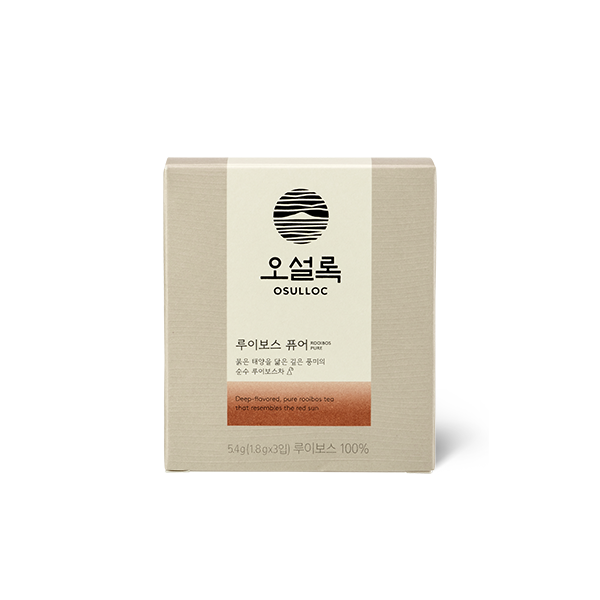 오설록
OSULLOC
루이보스 퓨어 ROOIBOS PURE
붉은 태양을 닮은 깊은 풍미의
순수 루이보스차
Deep-flavored, pure rooibos tea
that resembles the red sun
5.4g(1.8g×3입) 루이보스 100%